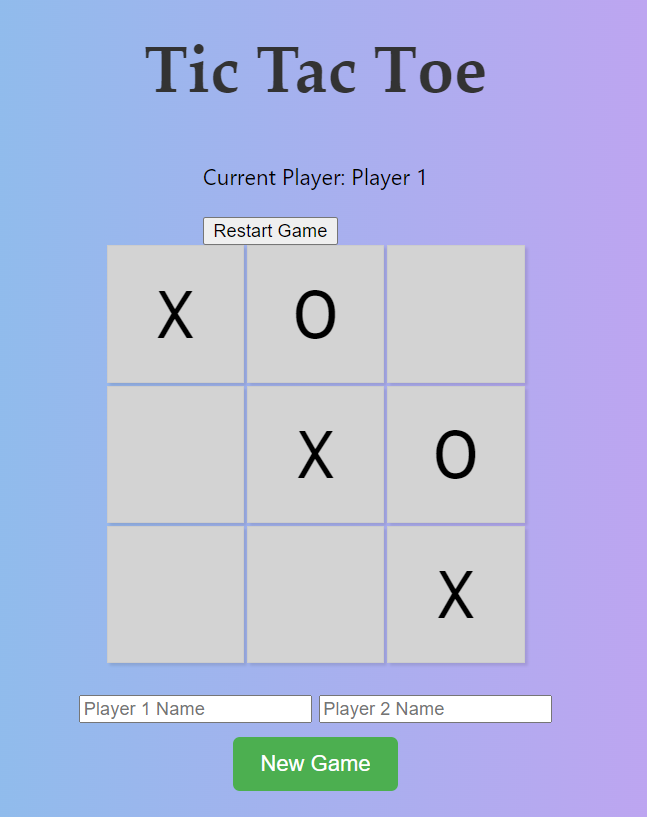 Tic Tac Toe
Current Player: Player 1
Restart Game
X O
X O
X
Player 1 Name Player 2 Name
New Game